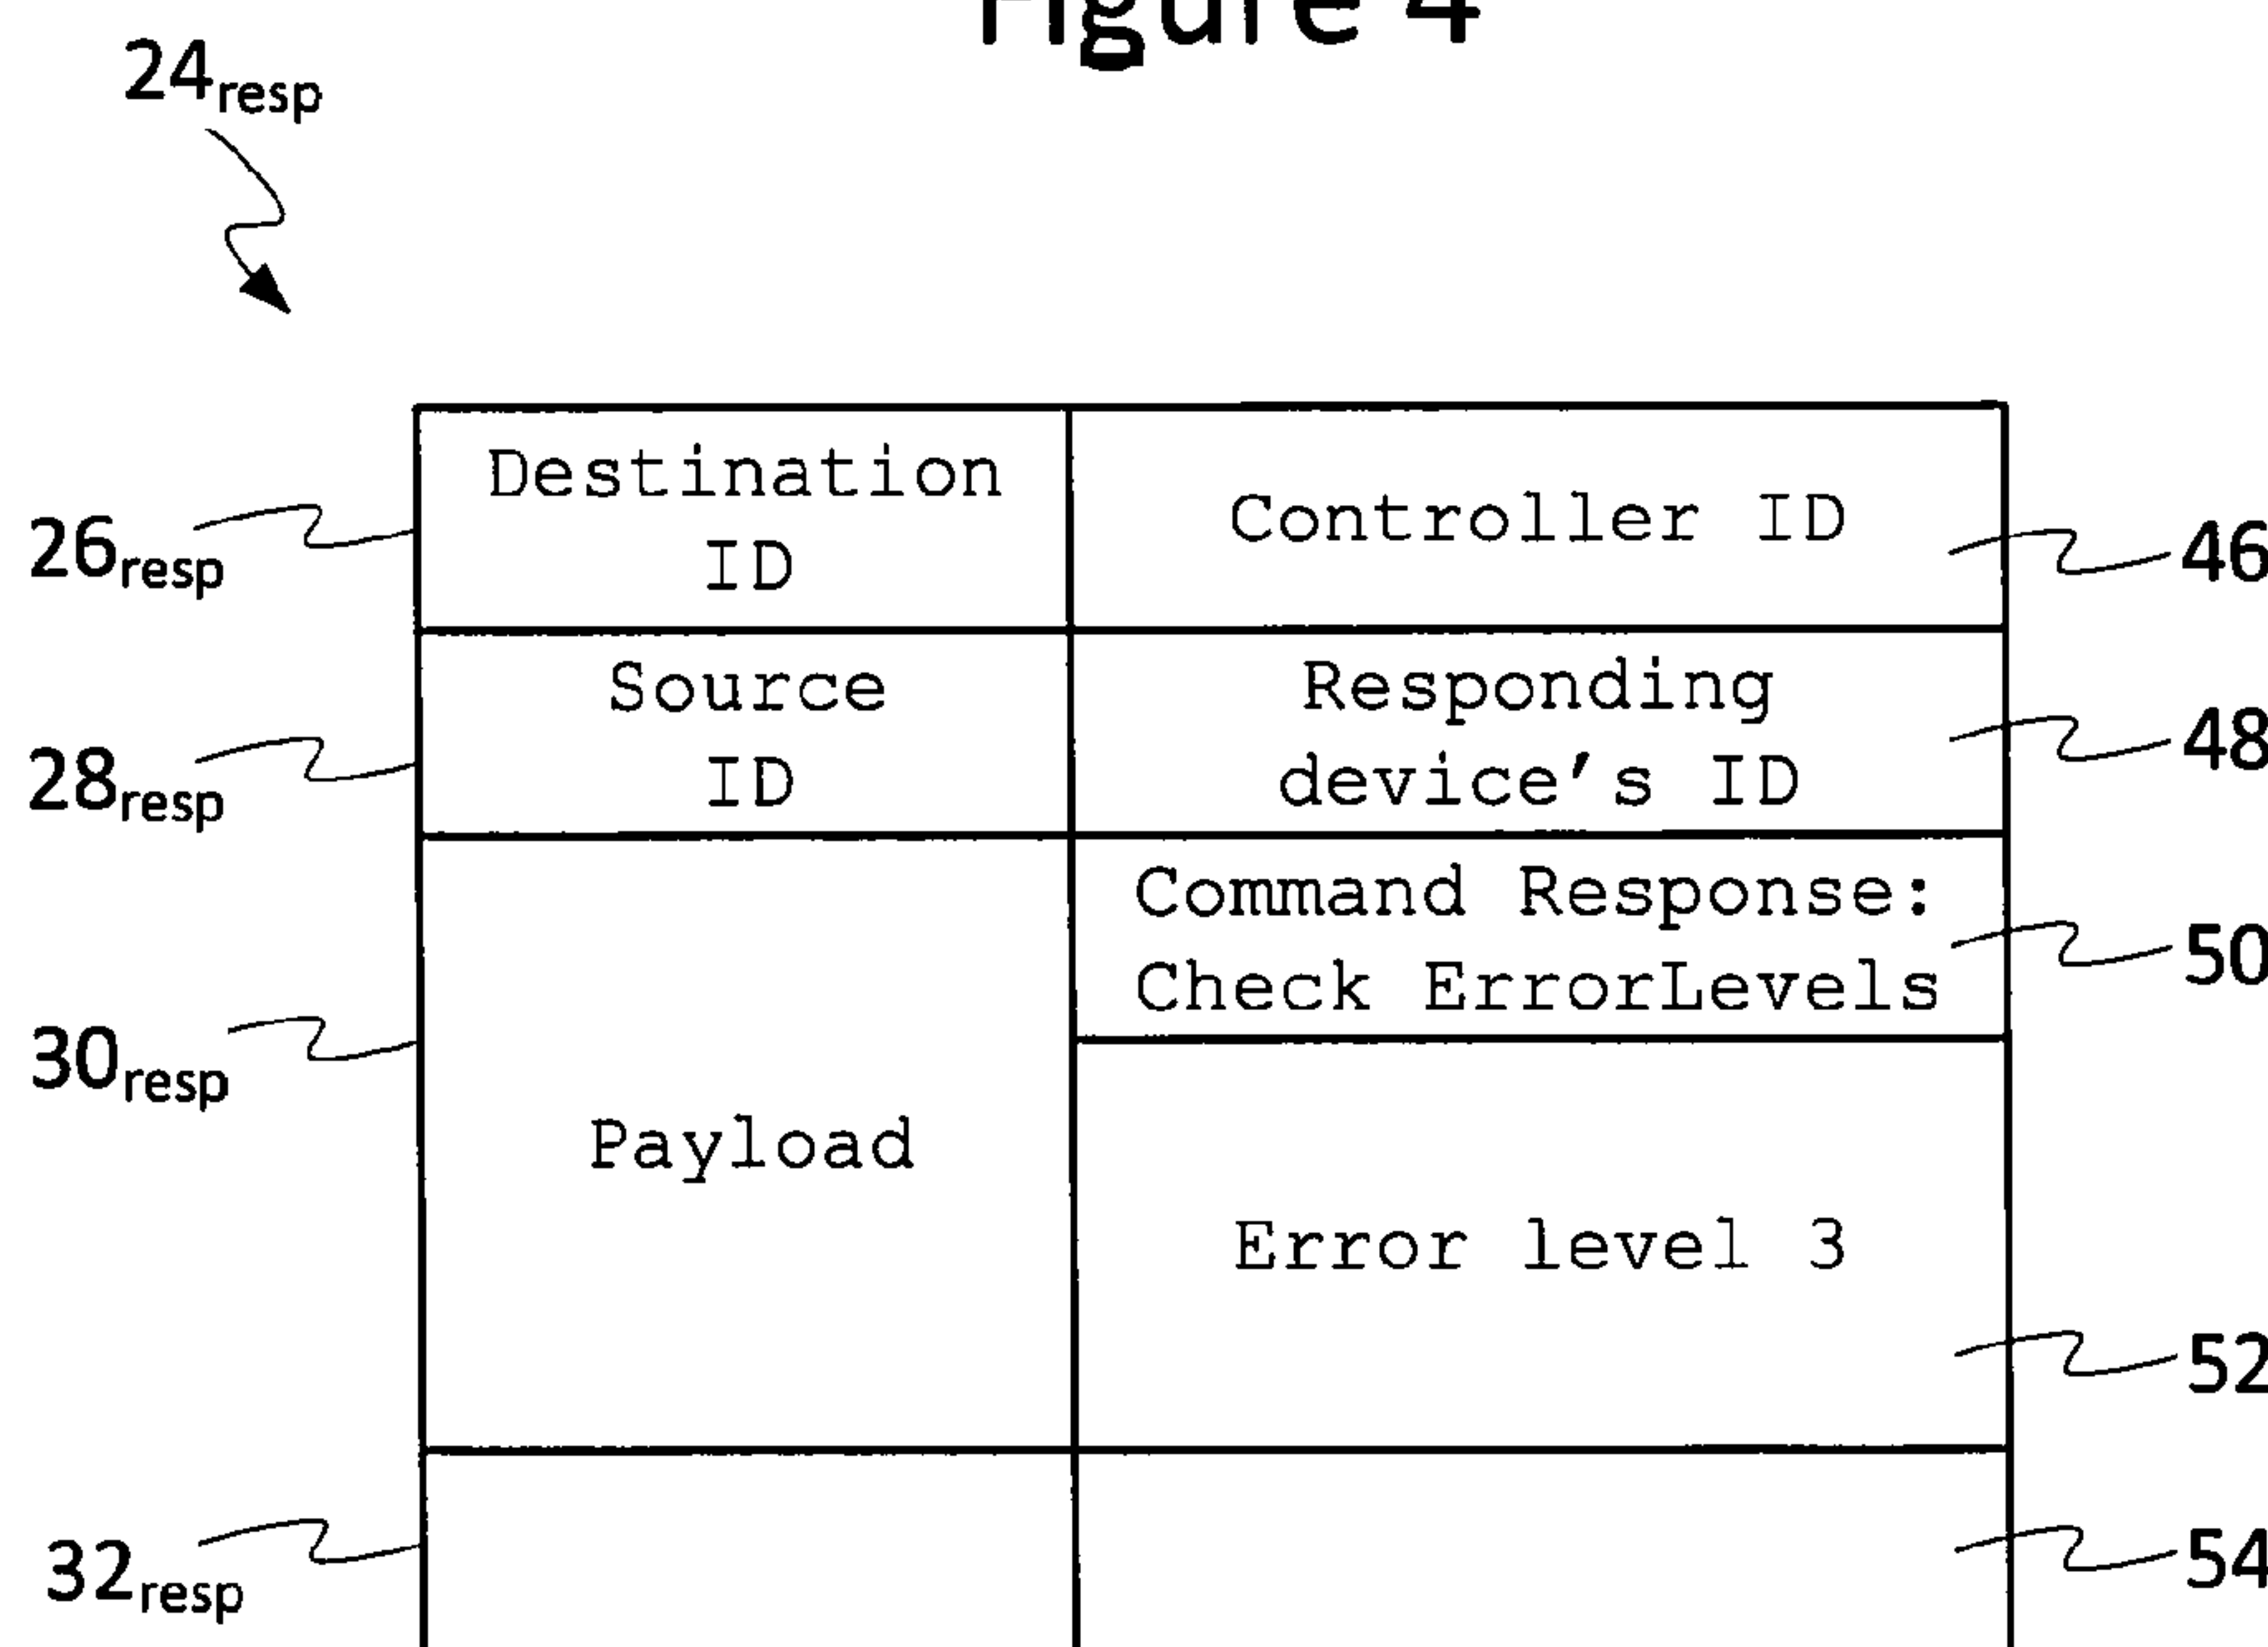 Figure 4
24resp
Destination
ID
Controller ID
26resp
46
Source
ID
Responding
device's ID
28resp
48
Command Response:
Check ErrorLevels
50
30resp
Payload
Error level 3
52
32resp
54